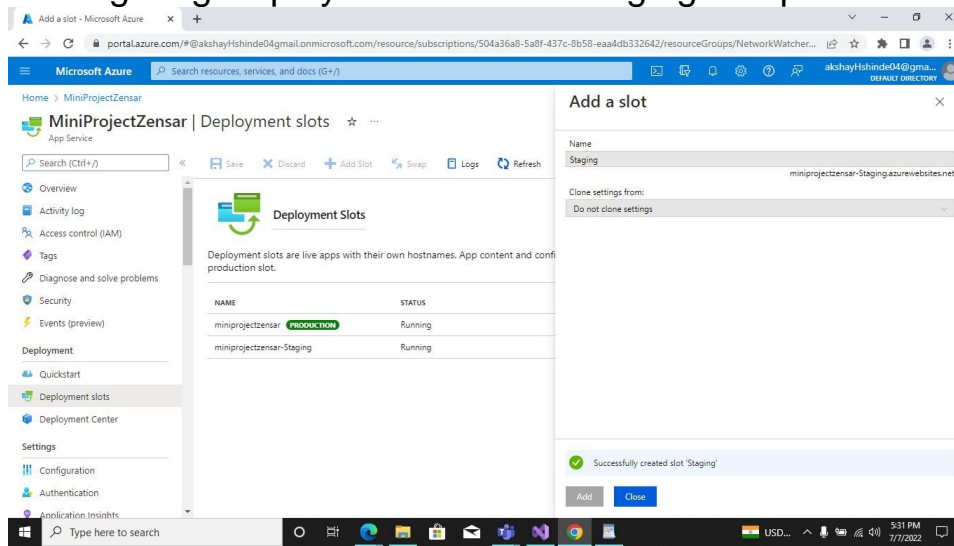 Add a slot - Microsoft Azure
portal.azure.com/#@akshayHshinde04gmail.onmicrosoft.com/resource/subscriptions/504a36a8-5a8f-437c-8b58-eaa4db332642/resourceGroups/NetworkWatcher...
Microsoft Azure
Search resources, services, and docs (G+/)
akshayHshinde04@gma...
DEFAULT DIRECTORY
Home > MiniProjectZensar
MiniProjectZensar | Deployment slots
App Service
Search (Ctrl+/)
Save Discard Add Slot Swap Logs Refresh
Overview
Activity log
Access control (IAM)
Tags
Diagnose and solve problems
Security
Events (preview)
Deployment
Quickstart
Deployment slots
Deployment Center
Settings
Configuration
Authentication
Application Insights
Deployment Slots
Deployment slots are live apps with their own hostnames. App content and confi
production slot.
NAME STATUS
miniprojectzensar PRODUCTION Running
miniprojectzensar-Staging Running
Add a slot
Name
Staging
miniprojectzensar-Staging.azurewebsites.net
Clone settings from:
Do not clone settings
Successfully created slot 'Staging'
Add Close
Type here to search
USD...
5:31 PM
7/7/2022